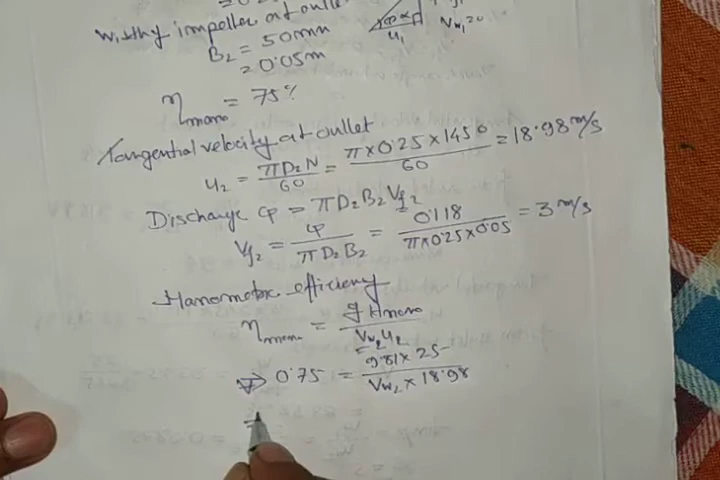 Width impeller at outlet
B₂ = 50mm
= 0.05m
u₁
Vw₁=0
ηmano = 75%
Tangential velocity at outlet
u₂ = πD₂N/60 = π×0.25×1450/60 = 18.98 m/s
Discharge φ = πD₂B₂Vf₂
Vf₂ = φ/πD₂B₂ = 0.118/π×0.25×0.05 = 3 m/s
Manometric efficiency
ηmano = gHmano/Vw₂u₂
⇒ 0.75 = 9.81×25/Vw₂×18.98